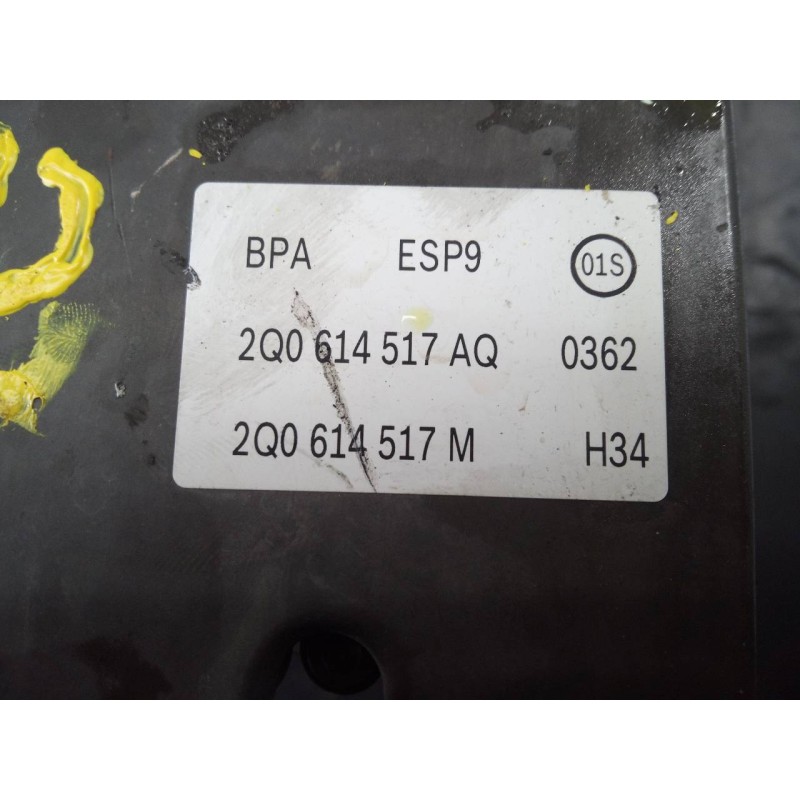 BPA ESP9 01S
2Q0 614 517 AQ 0362
2Q0 614 517 M H34